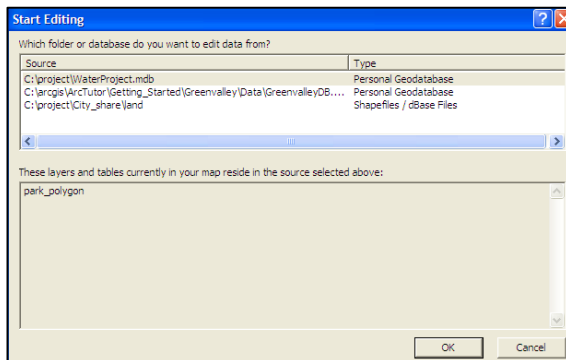 Start Editing
Which folder or database do you want to edit data from?
Source Type
C:\project\WaterProject.mdb Personal Geodatabase
C:\arcgis\ArcTutor\Getting_Started\Greenvalley\Data\GreenvalleyDB.... Personal Geodatabase
C:\project\City_share\land Shapefiles / dBase Files
These layers and tables currently in your map reside in the source selected above:
park_polygon
OK Cancel